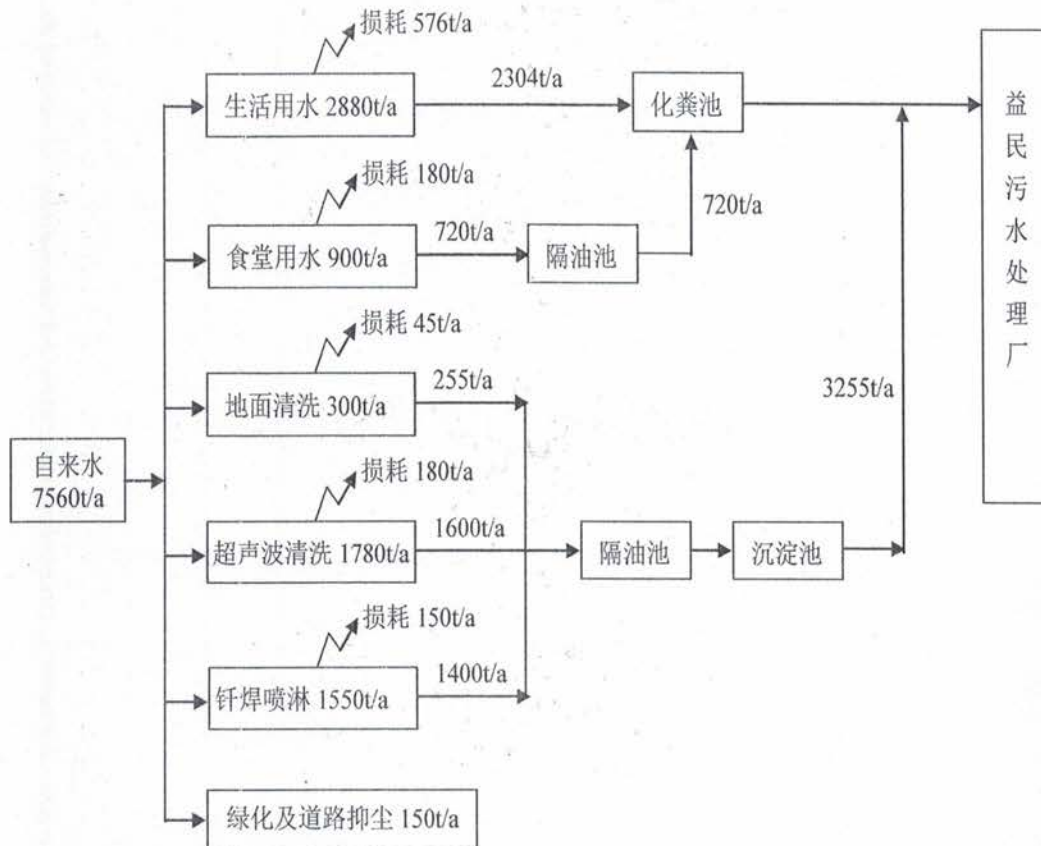 损耗 576t/a
生活用水 2880t/a
2304t/a
化粪池
损耗 180t/a
食堂用水 900t/a
720t/a
隔油池
720t/a
损耗 45t/a
地面清洗 300t/a
255t/a
自来水
7560t/a
损耗 180t/a
超声波清洗 1780t/a
1600t/a
隔油池
沉淀池
3255t/a
损耗 150t/a
钎焊喷淋 1550t/a
1400t/a
绿化及道路抑尘 150t/a
益民污水处理厂